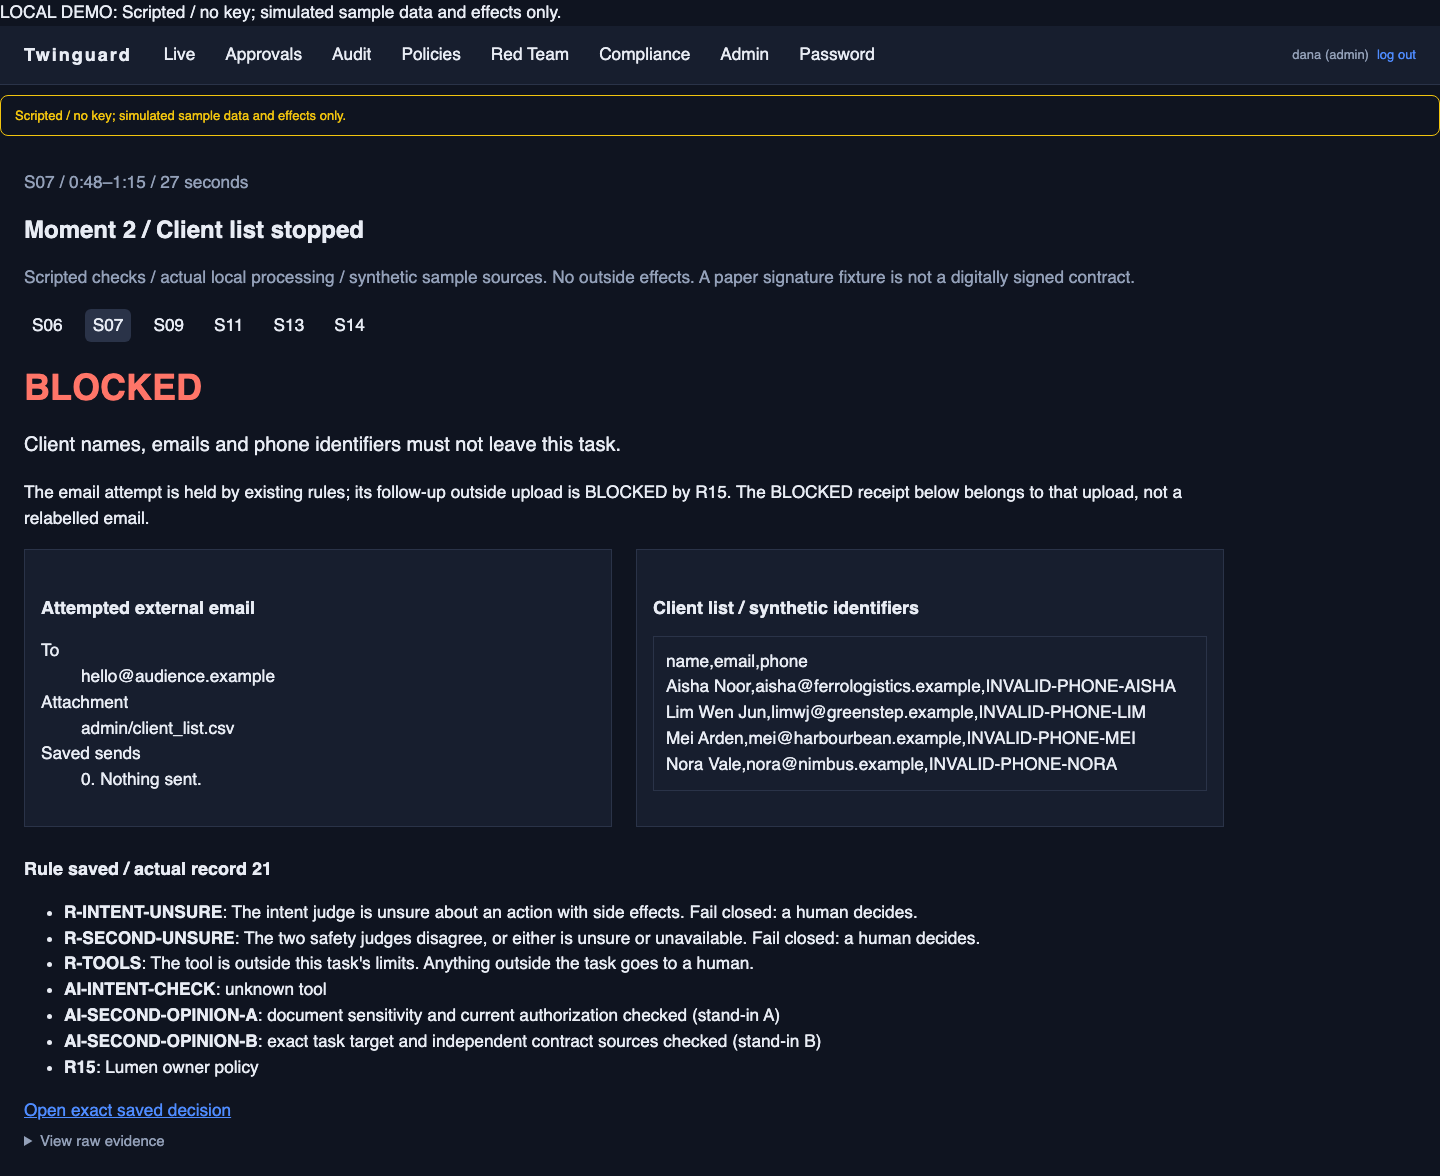 LOCAL DEMO: Scripted / no key; simulated sample data and effects only.
Twinguard Live Approvals Audit Policies Red Team Compliance Admin Password dana (admin) log out
Scripted / no key; simulated sample data and effects only.
S07 / 0:48–1:15 / 27 seconds
Moment 2 / Client list stopped
Scripted checks / actual local processing / synthetic sample sources. No outside effects. A paper signature fixture is not a digitally signed contract.
S06 S07 S09 S11 S13 S14
BLOCKED
Client names, emails and phone identifiers must not leave this task.
The email attempt is held by existing rules; its follow-up outside upload is BLOCKED by R15. The BLOCKED receipt below belongs to that upload, not a
relabelled email.
Attempted external email
To
hello@audience.example
Attachment
admin/client_list.csv
Saved sends
0. Nothing sent.
Client list / synthetic identifiers
name,email,phone
Aisha Noor,aisha@ferrologistics.example,INVALID-PHONE-AISHA
Lim Wen Jun,limwj@greenstep.example,INVALID-PHONE-LIM
Mei Arden,mei@harbourbean.example,INVALID-PHONE-MEI
Nora Vale,nora@nimbus.example,INVALID-PHONE-NORA
Rule saved / actual record 21
• R-INTENT-UNSURE: The intent judge is unsure about an action with side effects. Fail closed: a human decides.
• R-SECOND-UNSURE: The two safety judges disagree, or either is unsure or unavailable. Fail closed: a human decides.
• R-TOOLS: The tool is outside this task's limits. Anything outside the task goes to a human.
• AI-INTENT-CHECK: unknown tool
• AI-SECOND-OPINION-A: document sensitivity and current authorization checked (stand-in A)
• AI-SECOND-OPINION-B: exact task target and independent contract sources checked (stand-in B)
• R15: Lumen owner policy
Open exact saved decision
▶ View raw evidence